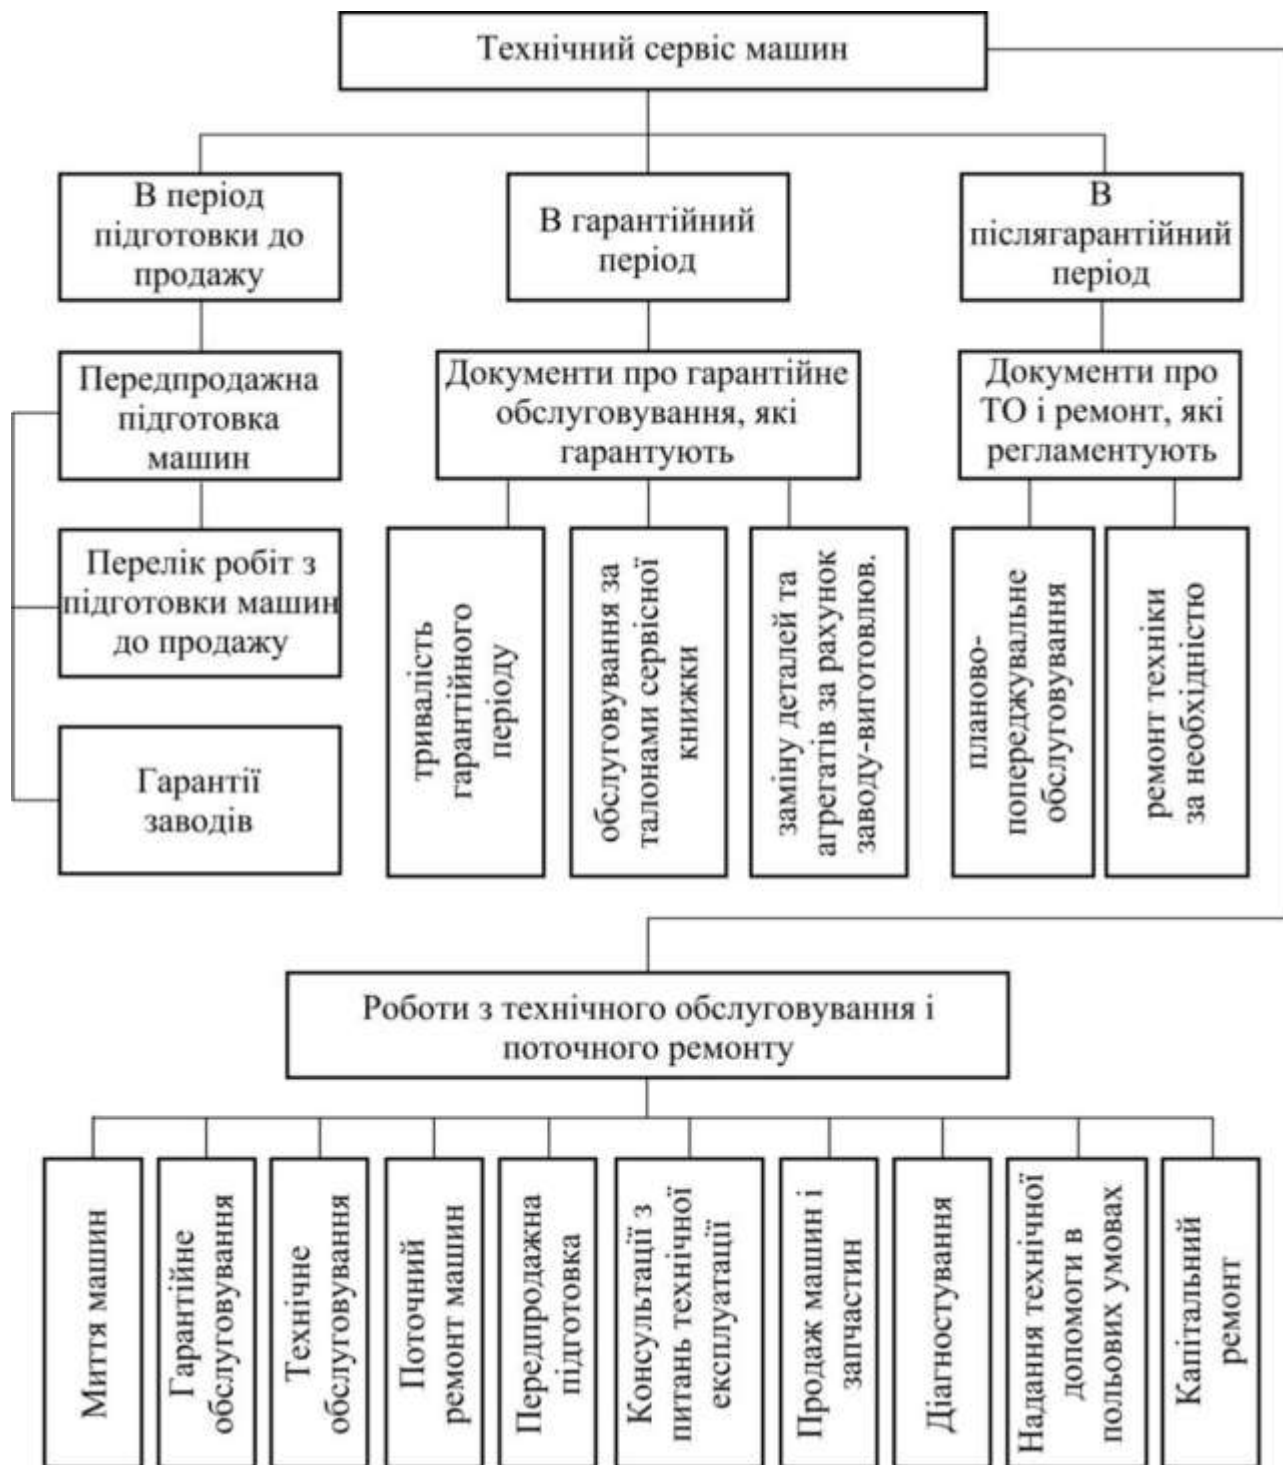 Технічний сервіс машин
В період
підготовки до
продажу
В гарантійний
період
В
післягарантійний
період
Передпродажна
підготовка
машин
Документи про гарантійне
обслуговування, які
гарантують
Документи про
ТО і ремонт, які
регламентують
Перелік робіт з
підготовки машин
до продажу
Гарантії
заводів
тривалість
гарантійного
періоду
обслуговування за
талонами сервісної
книжки
заміну деталей та
агрегатів за рахунок
заводу-виготовлюв.
планово-
попереджувальне
обслуговування
ремонт техніки
за необхідністю
Роботи з технічного обслуговування і
поточного ремонту
Миття машин
Гарантійне
обслуговування
Технічне
обслуговування
Поточний
ремонт машин
Передпродажна
підготовка
Консультації з
питань технічної
експлуатації
Продаж машин і
запчастин
Діагностування
Надання технічної
допомоги в
польових умовах
Капітальний
ремонт